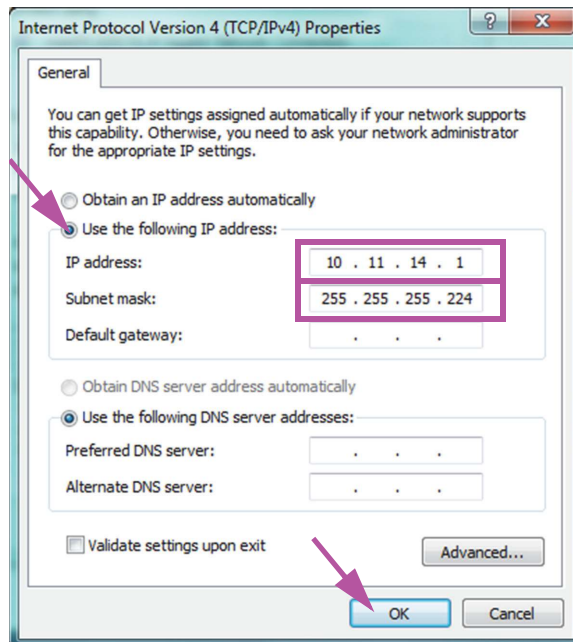 Internet Protocol Version 4 (TCP/IPv4) Properties
?
X
General
You can get IP settings assigned automatically if your network supports
this capability. Otherwise, you need to ask your network administrator
for the appropriate IP settings.
Obtain an IP address automatically
Use the following IP address:
IP address: 10 . 11 . 14 . 1
Subnet mask: 255 . 255 . 255 . 224
Default gateway: . . .
Obtain DNS server address automatically
Use the following DNS server addresses:
Preferred DNS server: . . .
Alternate DNS server: . . .
Validate settings upon exit
Advanced...
OK Cancel